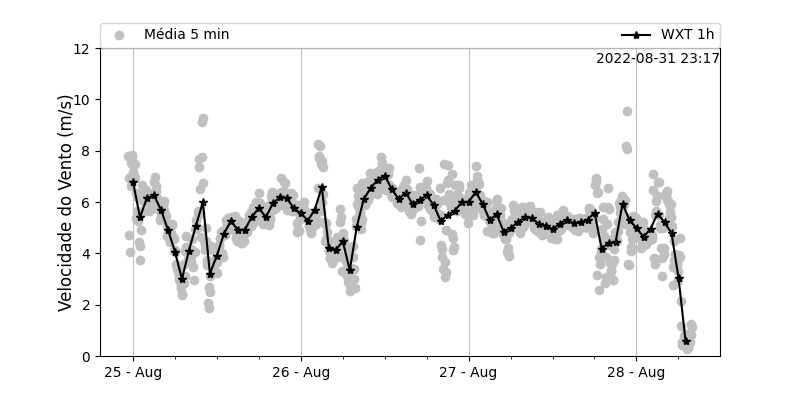 Média 5 min
WXT 1h
2022-08-31 23:17
Velocidade do Vento (m/s)
12
10
8
6
4
2
0
25 - Aug
26 - Aug
27 - Aug
28 - Aug